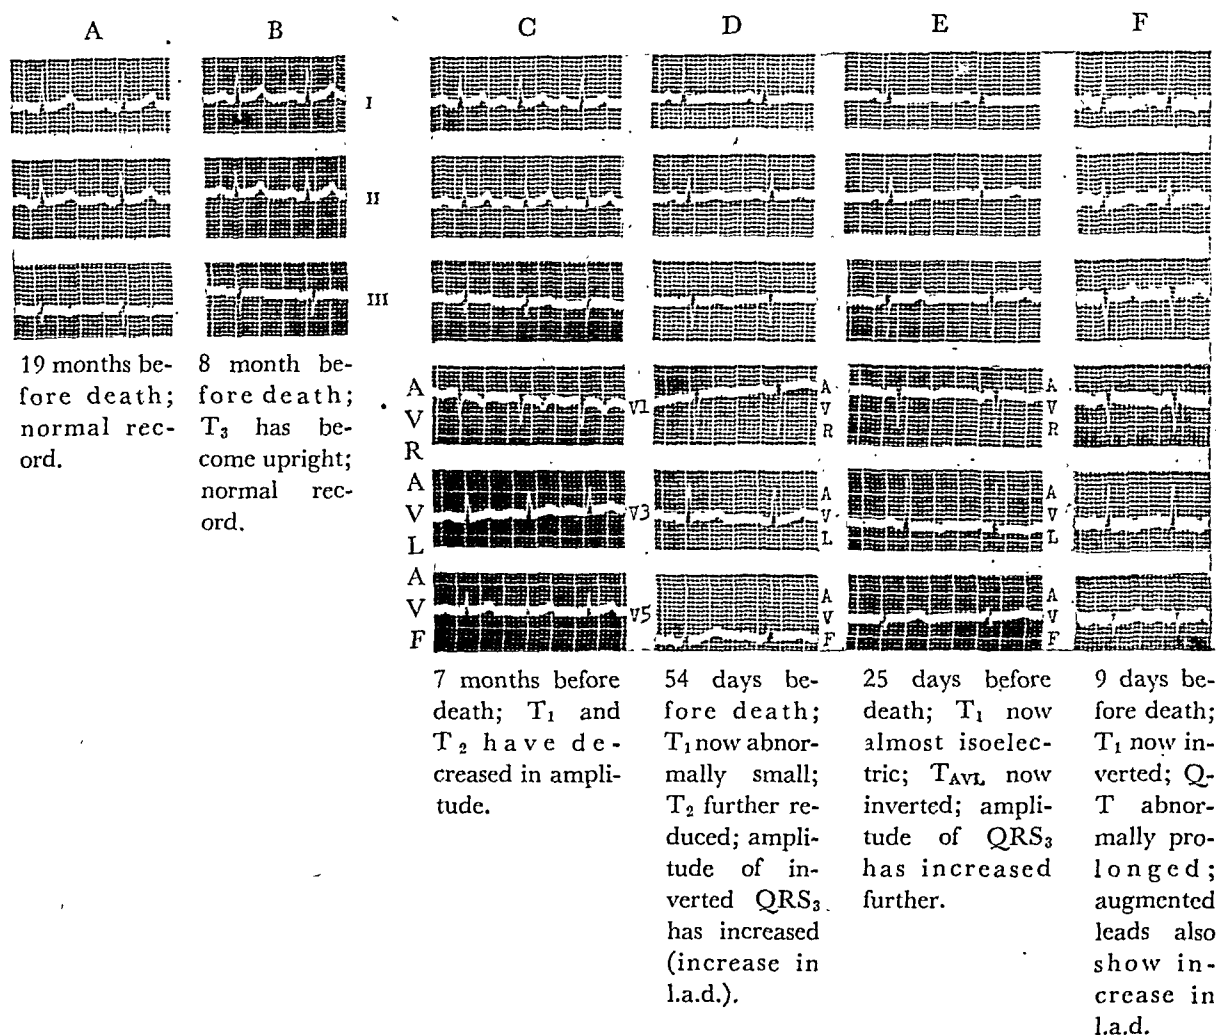 A
B
C
D
E
F
I
II
III
A
V
R
A
V
L
A
V
F
V1
V3
V5
A
V
R
A
V
L
A
V
F
A
V
R
A
V
L
A
V
F
19 months be-
fore death;
normal rec-
ord.
8 month be-
fore death;
T₃ has be-
come upright;
normal rec-
ord.
7 months before
death; T₁ and
T₂ have de-
creased in ampli-
tude.
54 days be-
fore death;
T₁ now abnor-
mally small;
T₂ further re-
duced; ampli-
tude of in-
verted QRS₃
has increased
(increase in
l.a.d.).
25 days before
death; T₁ now
almost isoelec-
tric; TAVL now
inverted; ampli-
tude of QRS₃
has increased
further.
9 days be-
fore death;
T₁ now in-
verted; Q-
T abnor-
mally pro-
longed;
augmented
leads also
show in-
crease in
l.a.d.